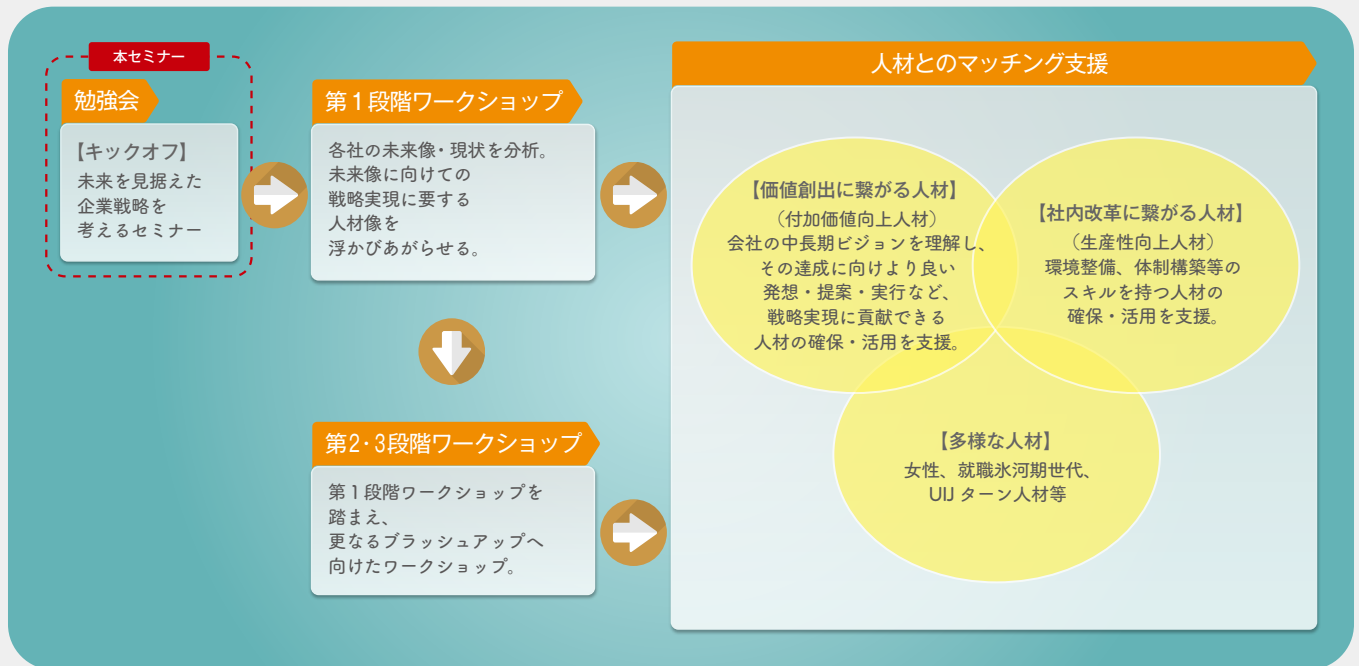 本セミナー
勉強会
【キックオフ】
未来を見据えた
企業戦略を
考えるセミナー
第1段階ワークショップ
各社の未来像・現状を分析。
未来像に向けての
戦略実現に要する
人材像を
浮かびあがらせる。
第2・3段階ワークショップ
第1段階ワークショップを
踏まえ、
更なるブラッシュアップへ
向けたワークショップ。
人材とのマッチング支援
【価値創出に繋がる人材】
（付加価値向上人材）
会社の中長期ビジョンを理解し、
その達成に向けより良い
発想・提案・実行など、
戦略実現に貢献できる
人材の確保・活用を支援。
【社内改革に繋がる人材】
（生産性向上人材）
環境整備、体制構築等の
スキルを持つ人材の
確保・活用を支援。
【多様な人材】
女性、就職氷河期世代、
UIJターン人材等